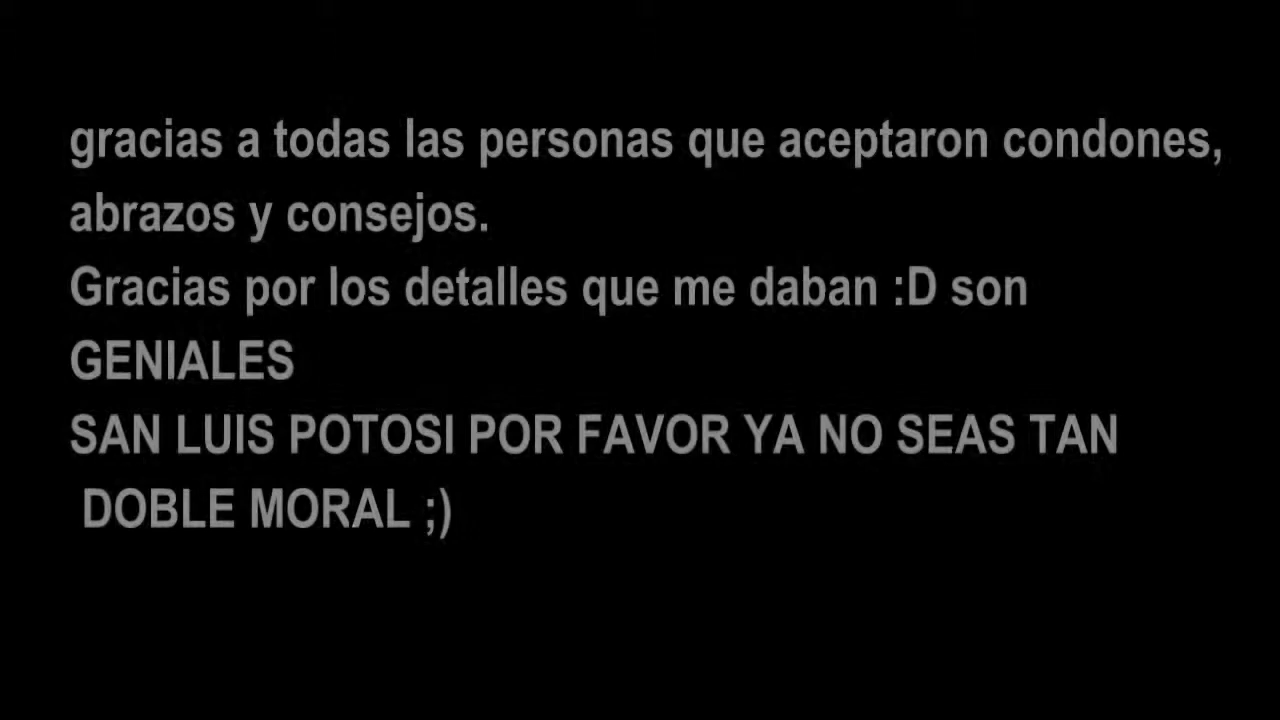 gracias a todas las personas que aceptaron condones,
abrazos y consejos.
Gracias por los detalles que me daban :D son
GENIALES
SAN LUIS POTOSI POR FAVOR YA NO SEAS TAN
DOBLE MORAL ;)